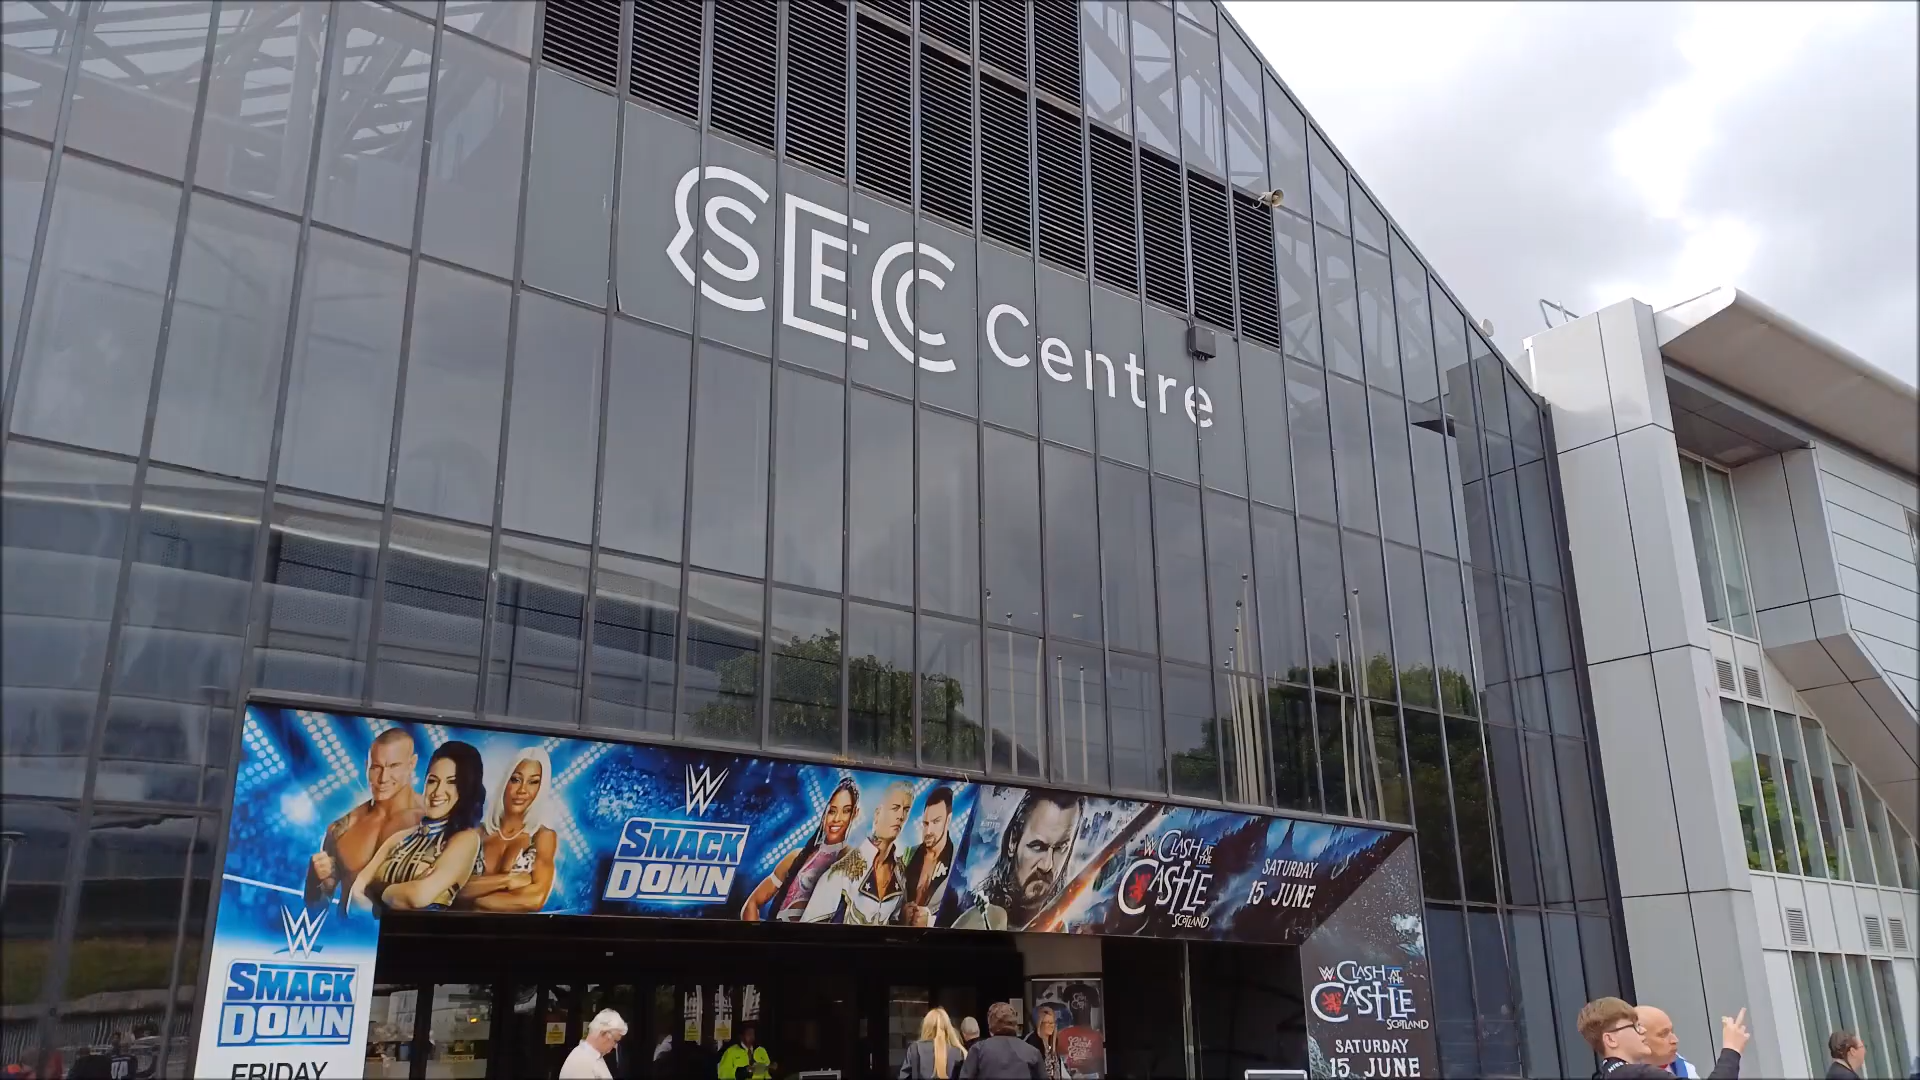 SEC Centre
W
SMACK
DOWN
W CLASH AT THE
CASTLE
SCOTLAND
SATURDAY
15 JUNE
W
SMACK
DOWN
FRIDAY
W CLASH AT THE
CASTLE
SCOTLAND
SATURDAY
15 JUNE